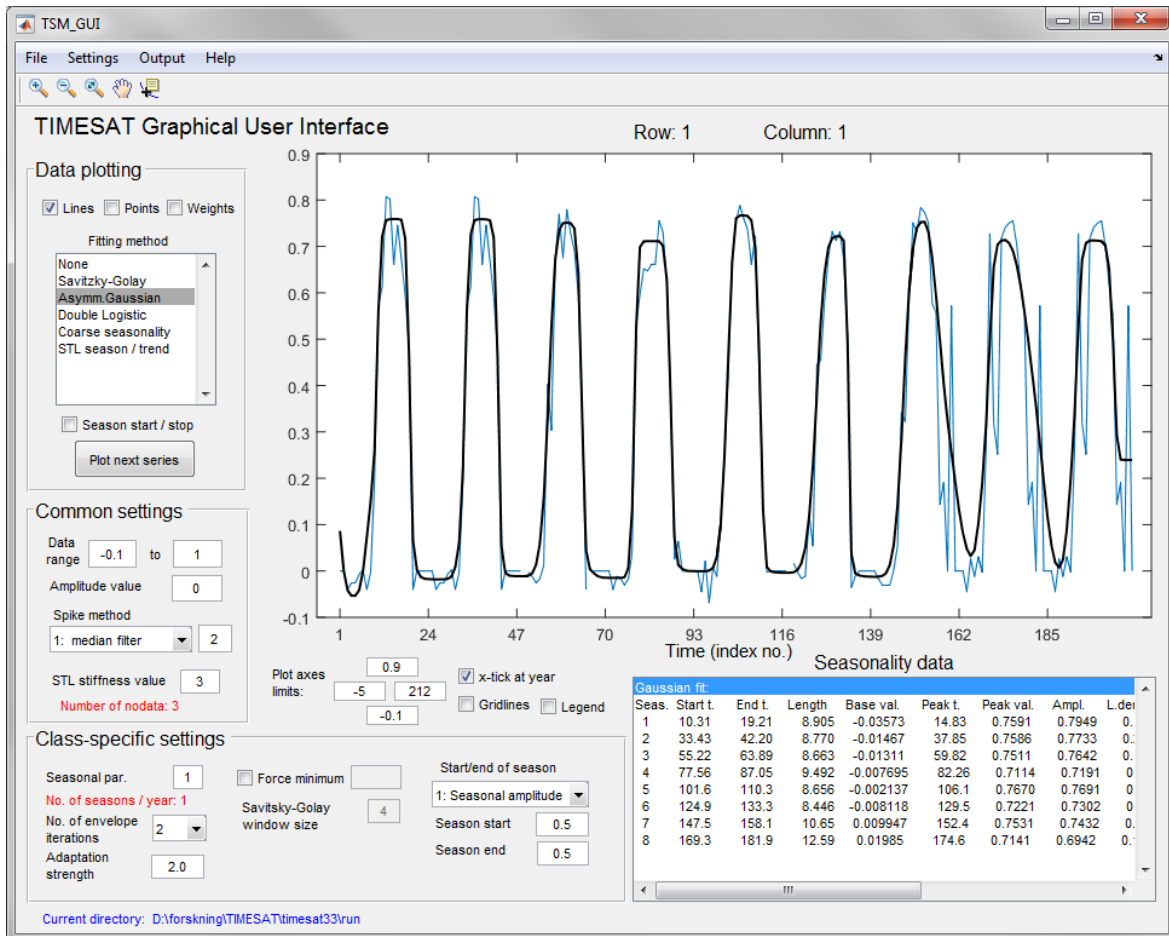 TSM_GUI
File Settings Output Help
TIMESAT Graphical User Interface
Row: 1 Column: 1
Data plotting
Lines Points Weights
Fitting method
None
Savitzky-Golay
Asymm.Gaussian
Double Logistic
Coarse seasonality
STL season / trend
Season start / stop
Plot next series
Common settings
Data range -0.1 to 1
Amplitude value 0
Spike method
1: median filter 2
STL stiffness value 3
Number of nodata: 3
0.9
0.8
0.7
0.6
0.5
0.4
0.3
0.2
0.1
0
-0.1
1 24 47 70 93 116 139 162 185
Time (index no.)
Plot axes limits:
0.9
-5 212
-0.1
x-tick at year
Gridlines Legend
Seasonality data
Gaussian fit:
Seas. Start t. End t. Length Base val. Peak t. Peak val. Ampl.
1 10.31 19.21 8.905 -0.03573 14.83 0.7591 0.7949 0.
2 33.43 42.20 8.770 -0.01467 37.85 0.7586 0.7733 0.
3 55.22 63.89 8.663 -0.01311 59.82 0.7511 0.7642 0.
4 77.56 87.05 9.492 -0.007695 82.26 0.7114 0.7191 0
5 101.6 110.3 8.656 -0.002137 106.1 0.7670 0.7691 0
6 124.9 133.3 8.446 -0.008118 129.5 0.7221 0.7302 0
7 147.5 158.1 10.65 0.009947 152.4 0.7531 0.7432 0.
8 169.3 181.9 12.59 0.01985 174.6 0.7141 0.6942 0.
Class-specific settings
Seasonal par. 1
No. of seasons / year: 1
No. of envelope iterations 2
Adaptation strength 2.0
Force minimum
Savitsky-Golay window size 4
Start/end of season
1: Seasonal amplitude
Season start 0.5
Season end 0.5
Current directory: D:\forskning\TIMESAT\timesat33\run